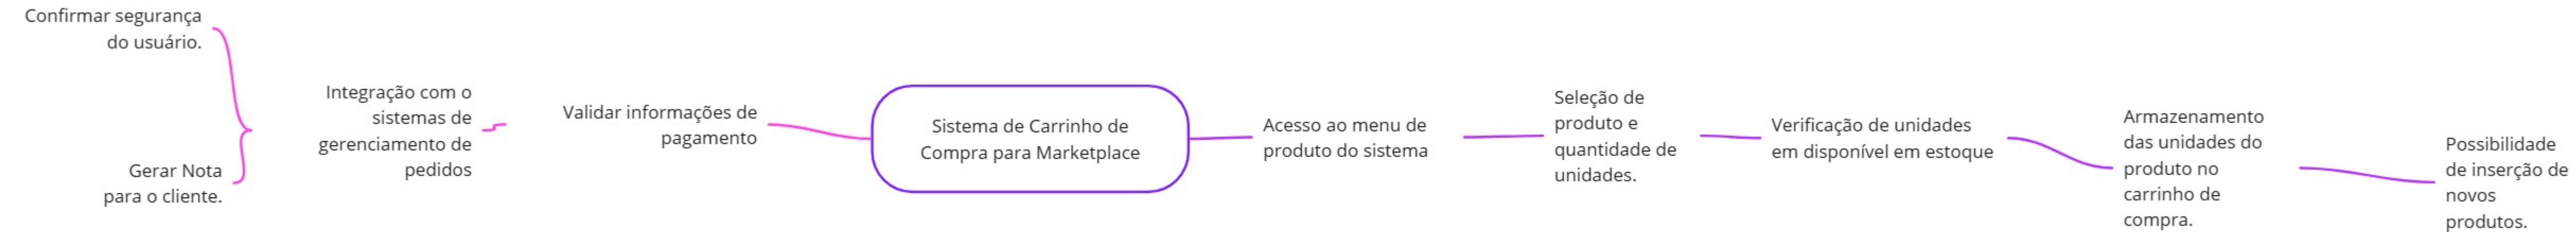 Confirmar segurança
do usuário.
Gerar Nota
para o cliente.
Integração com o
sistemas de
gerenciamento de
pedidos
Validar informações de
pagamento
Sistema de Carrinho de
Compra para Marketplace
Acesso ao menu de
produto do sistema
Seleção de
produto e
quantidade de
unidades.
Verificação de unidades
em disponível em estoque
Armazenamento
das unidades do
produto no
carrinho de
compra.
Possibilidade
de inserção de
novos
produtos.